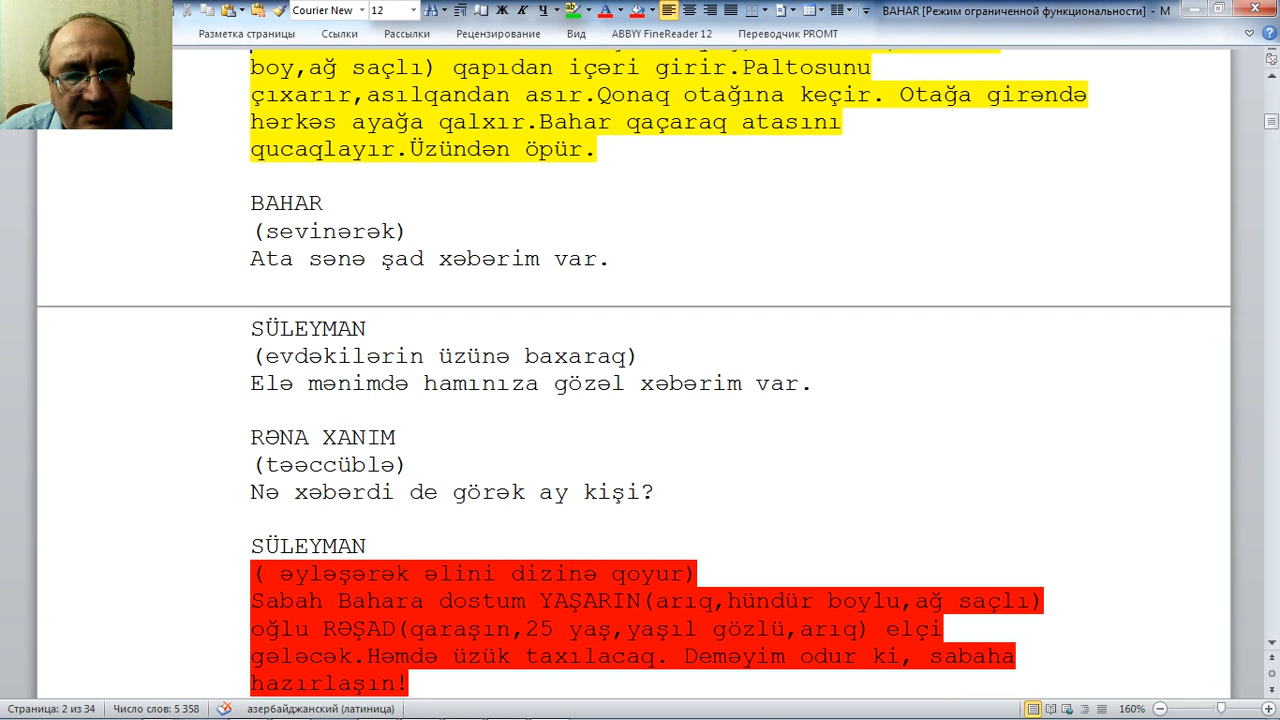 Courier New
12
Ж
К
Ч
А
BAHAR [Режим ограниченной функциональности] - M
Разметка страницы
Ссылки
Рассылки
Рецензирование
Вид
ABBYY FineReader 12
Переводчик PROMT
boy,ağ saçlı) qapıdan içəri girir.Paltosunu
çıxarır,asılqandan asır.Qonaq otağına keçir. Otağa girəndə
hərkəs ayağa qalxır.Bahar qaçaraq atasını
qucaqlayır.Üzündən öpür.
BAHAR
(sevinərək)
Ata sənə şad xəbərim var.
SÜLEYMAN
(evdəkilərin üzünə baxaraq)
Elə mənimdə hamınıza gözəl xəbərim var.
RƏNA XANIM
(təəccüblə)
Nə xəbərdi de görək ay kişi?
SÜLEYMAN
( əyləşərək əlini dizinə qoyur)
Sabah Bahara dostum YAŞARIN(arıq,hündür boylu,ağ saçlı)
oğlu RƏŞAD(qaraşın,25 yaş,yaşıl gözlü,arıq) elçi
gələcək.Həmdə üzük taxılacaq. Deməyim odur ki, sabaha
hazırlaşın!
Страница: 2 из 34
Число слов: 5 358
азербайджанский (латиница)
160%